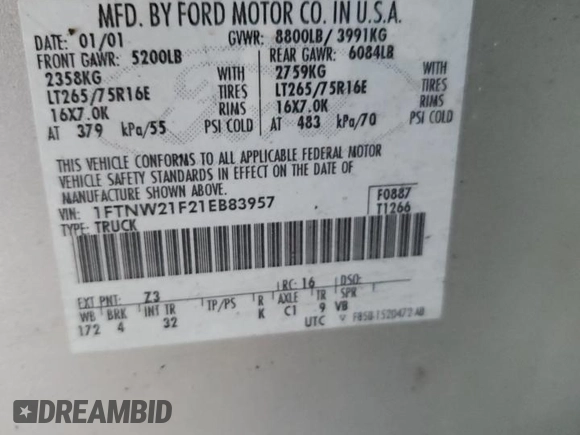 MFD. BY FORD MOTOR CO. IN U.S.A.
DATE: 01/01 GVWR: 8800LB/ 3991KG
FRONT GAWR: 5200LB REAR GAWR: 6084LB
2358KG WITH 2759KG WITH
LT265/75R16E TIRES LT265/75R16E TIRES
16X7.0K RIMS 16X7.0K RIMS
AT 379 kPa/55 PSI COLD AT 483 kPa/70 PSI COLD
THIS VEHICLE CONFORMS TO ALL APPLICABLE FEDERAL MOTOR
VEHICLE SAFETY STANDARDS IN EFFECT ON THE DATE OF
MANUFACTURE SHOWN ABOVE.
VIN: 1FTNW21F21EB83957 F0887
TYPE: TRUCK T1266
EXT PNT: Z3 RC: 16 DSO:
WB BRK INT TR TP/PS R AXLE TR SPR
172 4 32 K C1 9 VB
UTC F85B-1520472-AB
DREAMBID